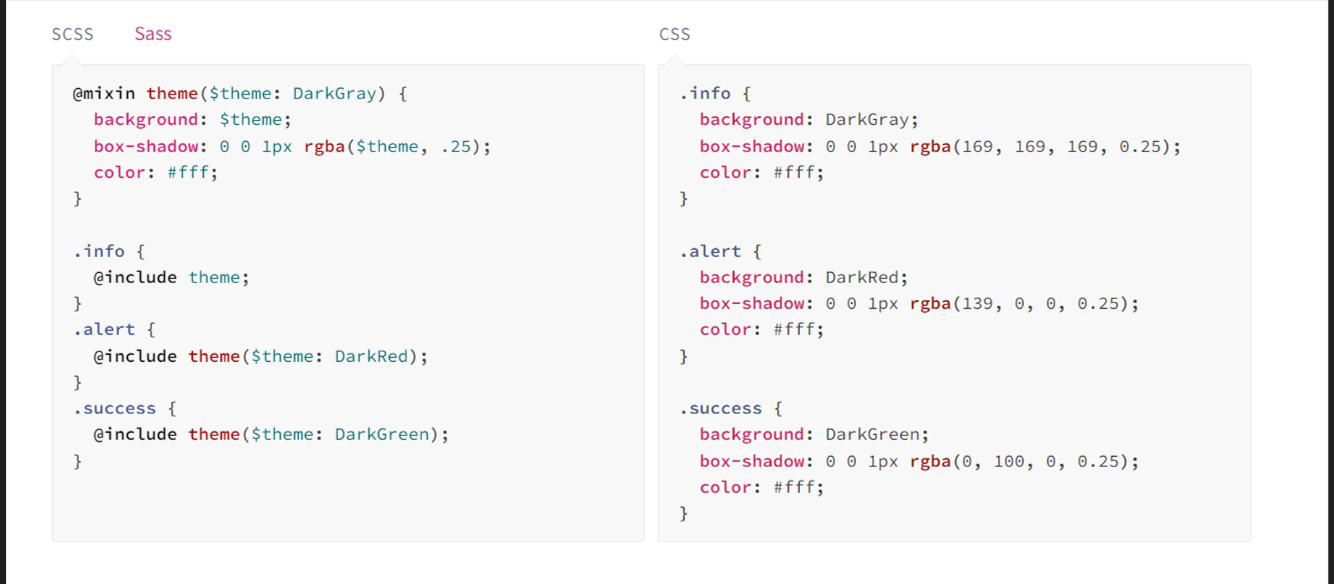 SCSS Sass
@mixin theme($theme: DarkGray) {
  background: $theme;
  box-shadow: 0 0 1px rgba($theme, .25);
  color: #fff;
}

.info {
  @include theme;
}
.alert {
  @include theme($theme: DarkRed);
}
.success {
  @include theme($theme: DarkGreen);
}
CSS
.info {
  background: DarkGray;
  box-shadow: 0 0 1px rgba(169, 169, 169, 0.25);
  color: #fff;
}

.alert {
  background: DarkRed;
  box-shadow: 0 0 1px rgba(139, 0, 0, 0.25);
  color: #fff;
}

.success {
  background: DarkGreen;
  box-shadow: 0 0 1px rgba(0, 100, 0, 0.25);
  color: #fff;
}